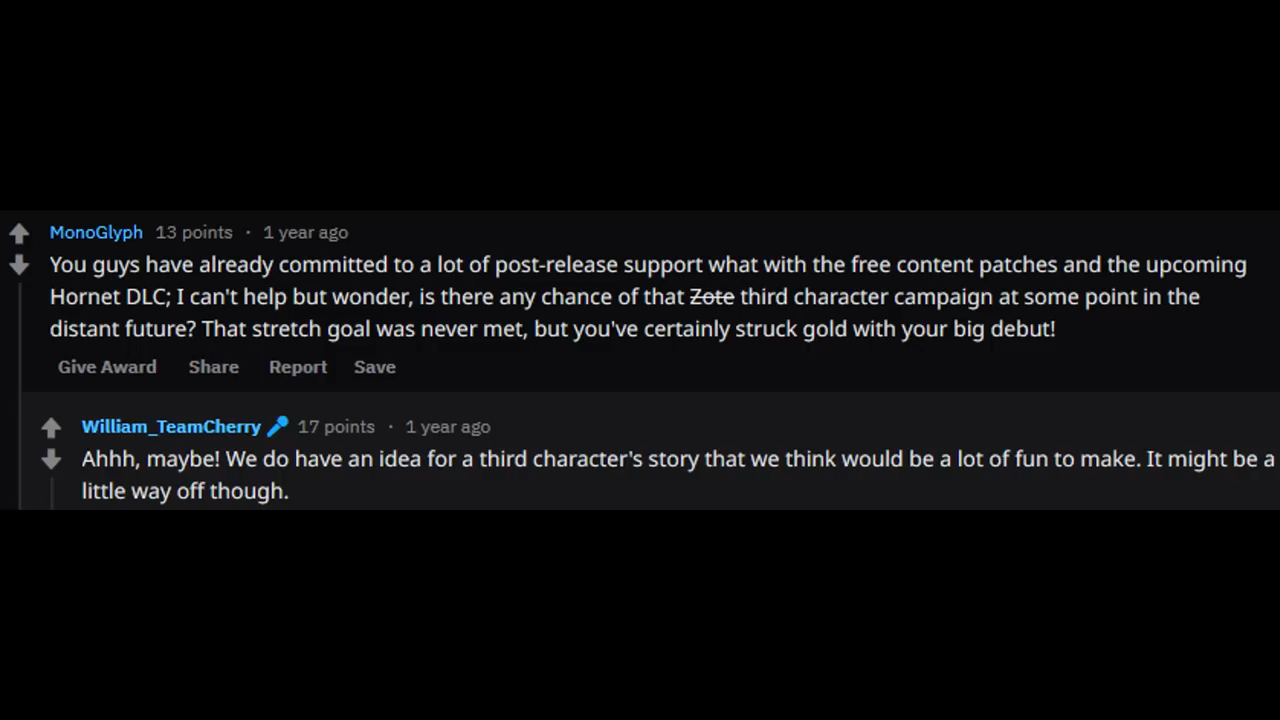 MonoGlyph 13 points · 1 year ago
You guys have already committed to a lot of post-release support what with the free content patches and the upcoming
Hornet DLC; I can't help but wonder, is there any chance of that Zote third character campaign at some point in the
distant future? That stretch goal was never met, but you've certainly struck gold with your big debut!
Give Award Share Report Save
William_TeamCherry 17 points · 1 year ago
Ahhh, maybe! We do have an idea for a third character's story that we think would be a lot of fun to make. It might be a
little way off though.